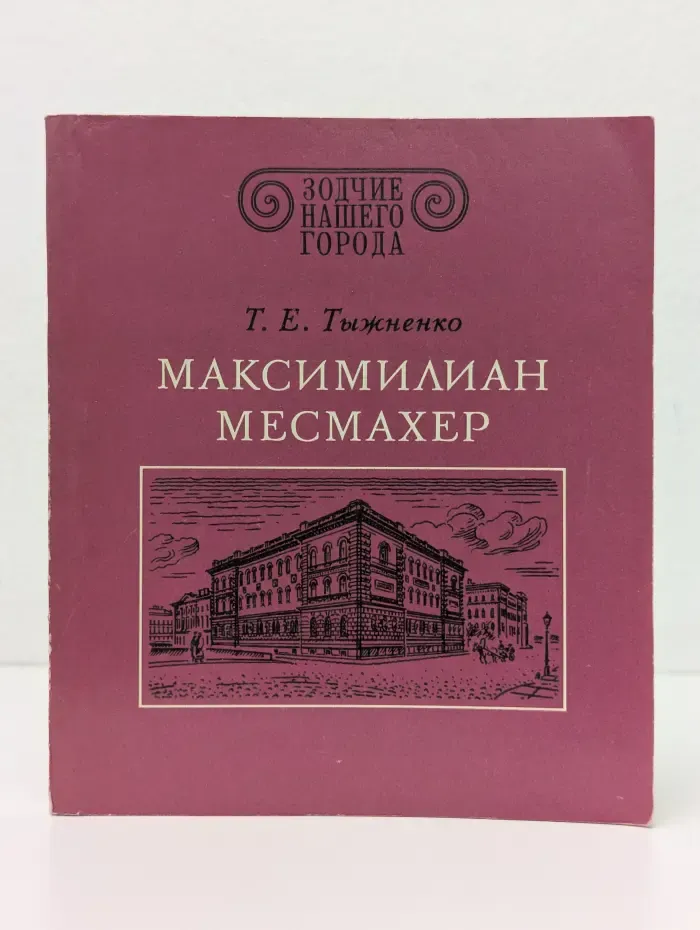 ЗОДЧИЕ
НАШЕГО
ГОРОДА
Т. Е. Тыжненко
МАКСИМИЛИАН
МЕСМАХЕР